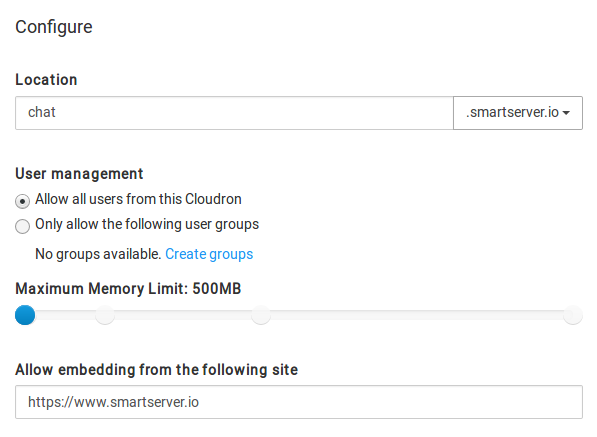 Configure
Location
chat .smartserver.io
User management
Allow all users from this Cloudron
Only allow the following user groups
No groups available. Create groups
Maximum Memory Limit: 500MB
Allow embedding from the following site
https://www.smartserver.io